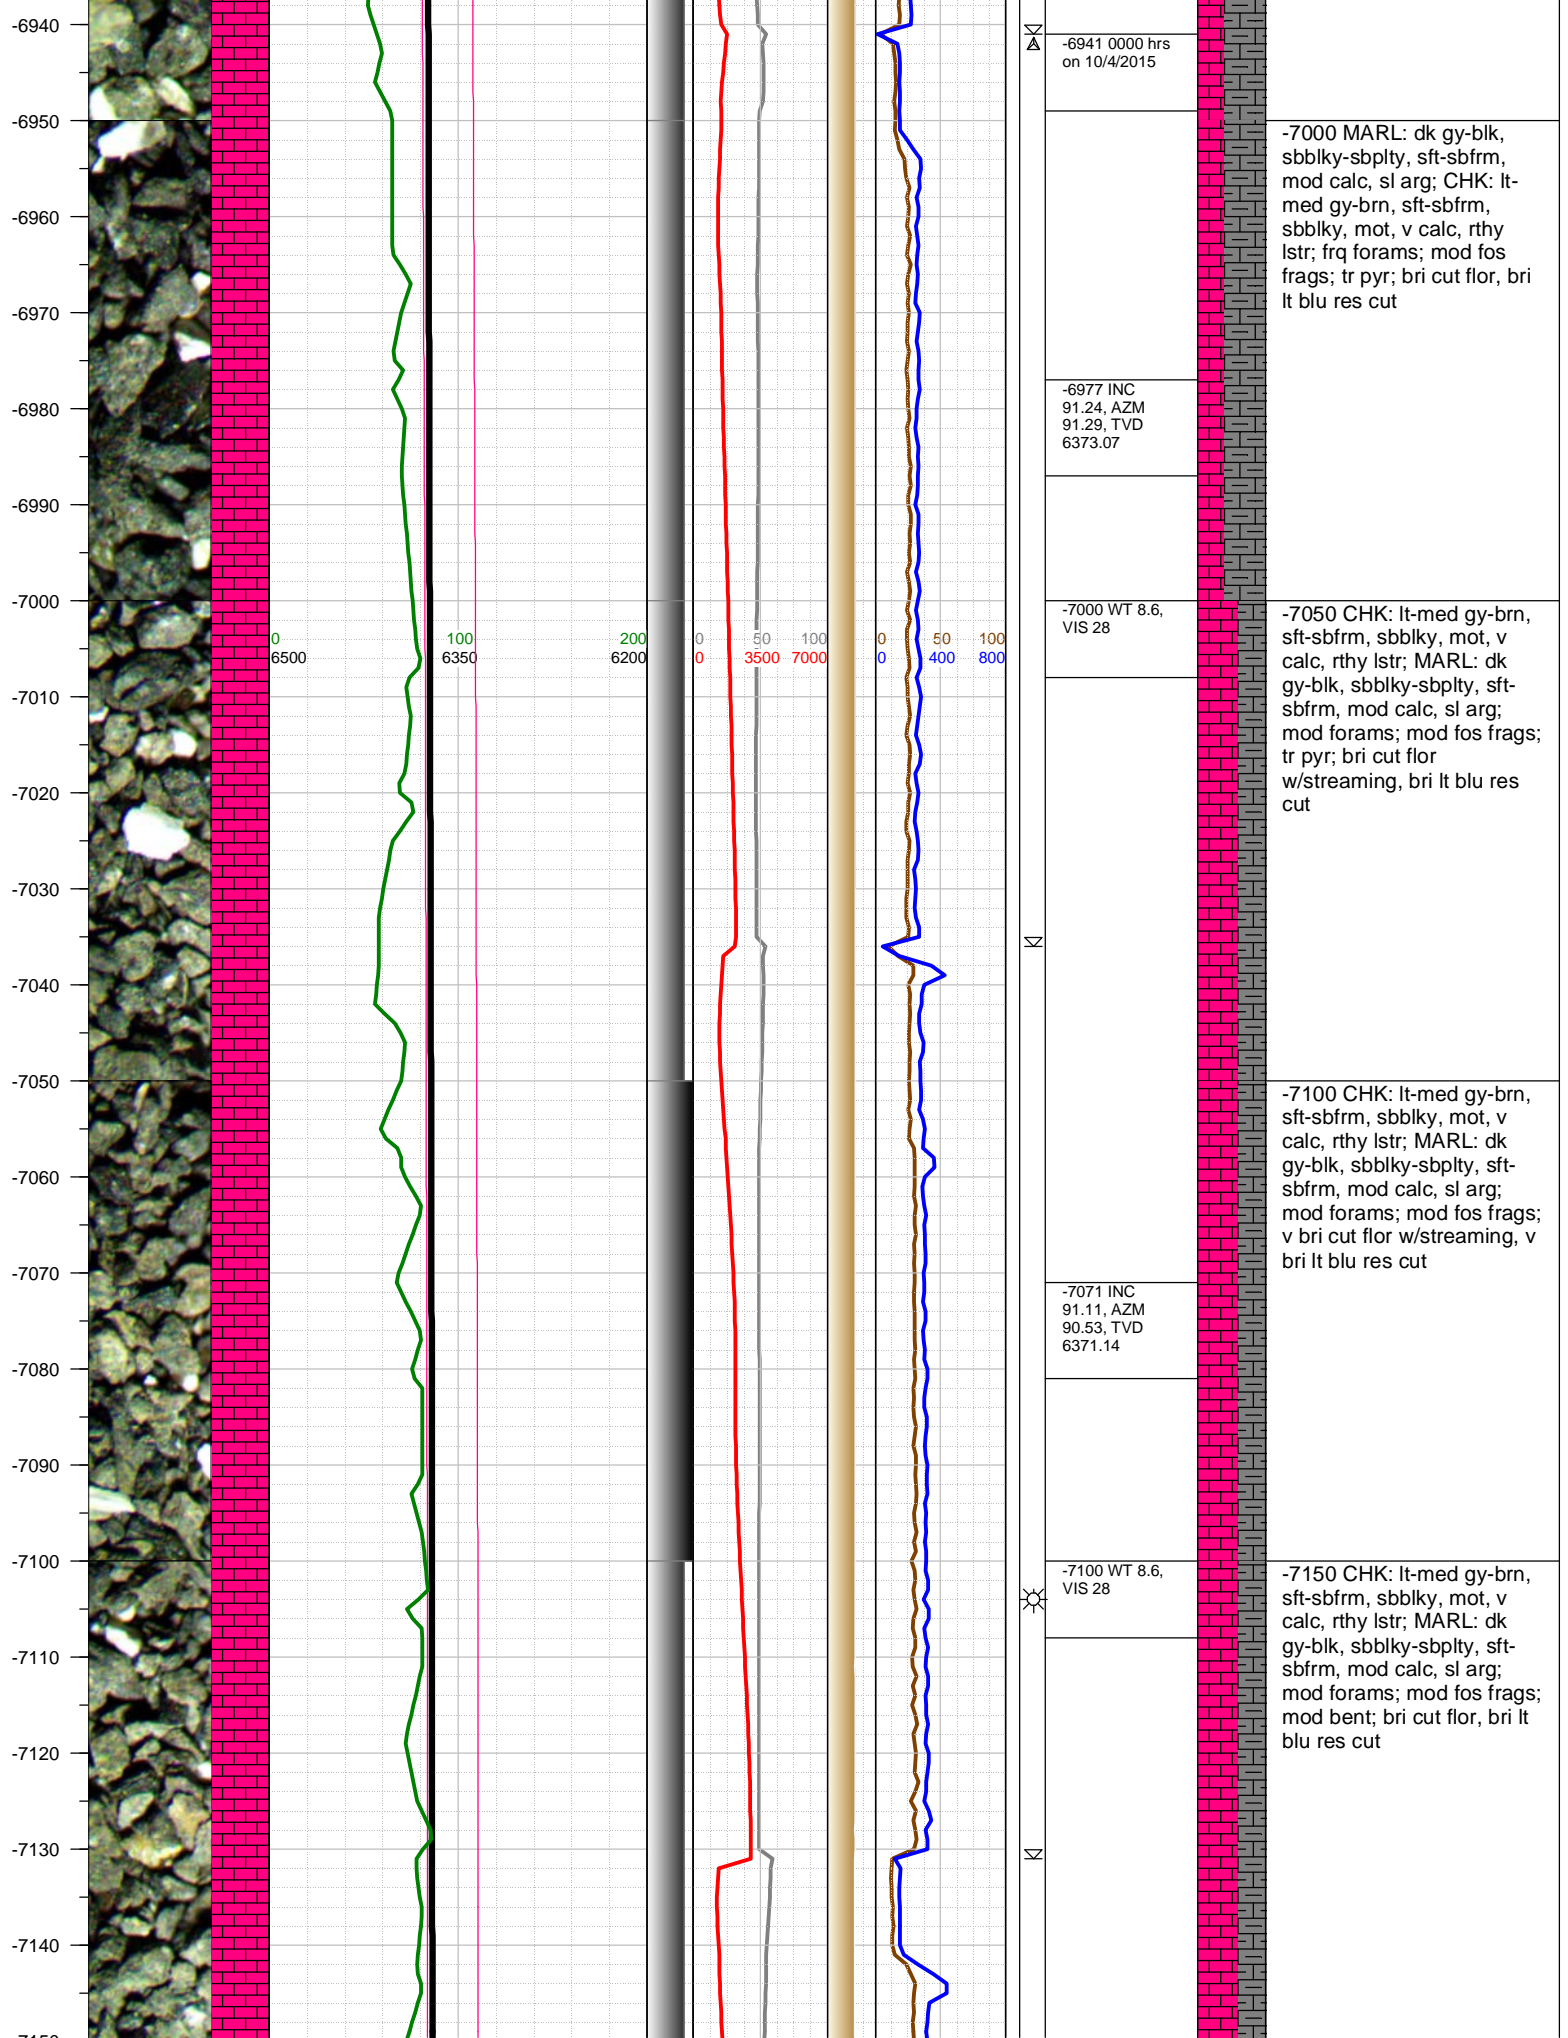 -6940
-6950
-6960
-6970
-6980
-6990
-7000
-7010
-7020
-7030
-7040
-7050
-7060
-7070
-7080
-7090
-7100
-7110
-7120
-7130
-7140
-7150
0 100 200
6500 6350 6200
0 50 100
0 3500 7000
0 50 100
0 400 800
-6941 0000 hrs
on 10/4/2015
-6977 INC
91.24, AZM
91.29, TVD
6373.07
-7000 WT 8.6,
VIS 28
-7071 INC
91.11, AZM
90.53, TVD
6371.14
-7100 WT 8.6,
VIS 28
-7000 MARL: dk gy-blk,
sbblky-sbplty, sft-sbfrm,
mod calc, sl arg; CHK: lt-
med gy-brn, sft-sbfrm,
sbblky, mot, v calc, rthy
lstr; frq forams; mod fos
frags; tr pyr; bri cut flor, bri
lt blu res cut
-7050 CHK: lt-med gy-brn,
sft-sbfrm, sbblky, mot, v
calc, rthy lstr; MARL: dk
gy-blk, sbblky-sbplty, sft-
sbfrm, mod calc, sl arg;
mod forams; mod fos frags;
tr pyr; bri cut flor
w/streaming, bri lt blu res
cut
-7100 CHK: lt-med gy-brn,
sft-sbfrm, sbblky, mot, v
calc, rthy lstr; MARL: dk
gy-blk, sbblky-sbplty, sft-
sbfrm, mod calc, sl arg;
mod forams; mod fos frags;
v bri cut flor w/streaming, v
bri lt blu res cut
-7150 CHK: lt-med gy-brn,
sft-sbfrm, sbblky, mot, v
calc, rthy lstr; MARL: dk
gy-blk, sbblky-sbplty, sft-
sbfrm, mod calc, sl arg;
mod forams; mod fos frags;
mod bent; bri cut flor, bri lt
blu res cut